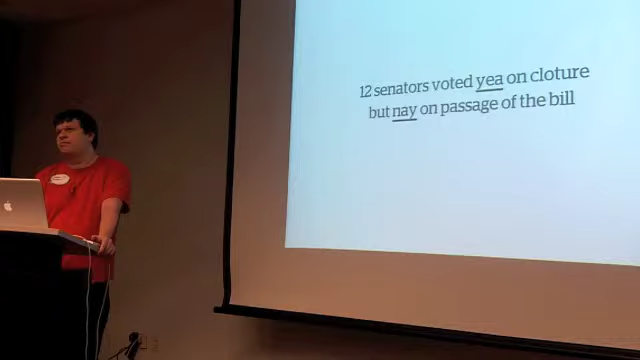 12 senators voted yea on cloture
but nay on passage of the bill